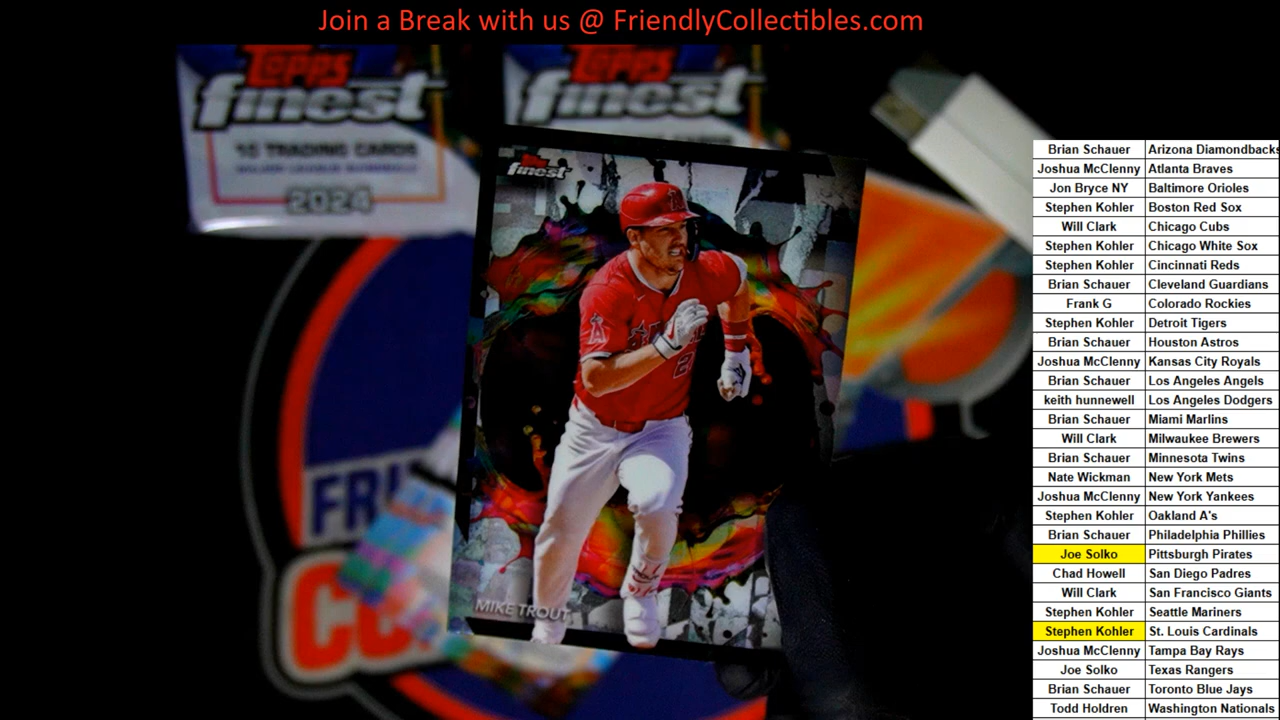 Join a Break with us @ FriendlyCollectibles.com
Topps
finest
10 TRADING CARDS
2024
Topps
finest
Topps
finest
MIKE TROUT
Brian Schauer Arizona Diamondbacks
Joshua McClenny Atlanta Braves
Jon Bryce NY Baltimore Orioles
Stephen Kohler Boston Red Sox
Will Clark Chicago Cubs
Stephen Kohler Chicago White Sox
Stephen Kohler Cincinnati Reds
Brian Schauer Cleveland Guardians
Frank G Colorado Rockies
Stephen Kohler Detroit Tigers
Brian Schauer Houston Astros
Joshua McClenny Kansas City Royals
Brian Schauer Los Angeles Angels
keith hunnewell Los Angeles Dodgers
Brian Schauer Miami Marlins
Will Clark Milwaukee Brewers
Brian Schauer Minnesota Twins
Nate Wickman New York Mets
Joshua McClenny New York Yankees
Stephen Kohler Oakland A's
Brian Schauer Philadelphia Phillies
Joe Solko Pittsburgh Pirates
Chad Howell San Diego Padres
Will Clark San Francisco Giants
Stephen Kohler Seattle Mariners
Stephen Kohler St. Louis Cardinals
Joshua McClenny Tampa Bay Rays
Joe Solko Texas Rangers
Brian Schauer Toronto Blue Jays
Todd Holdren Washington Nationals